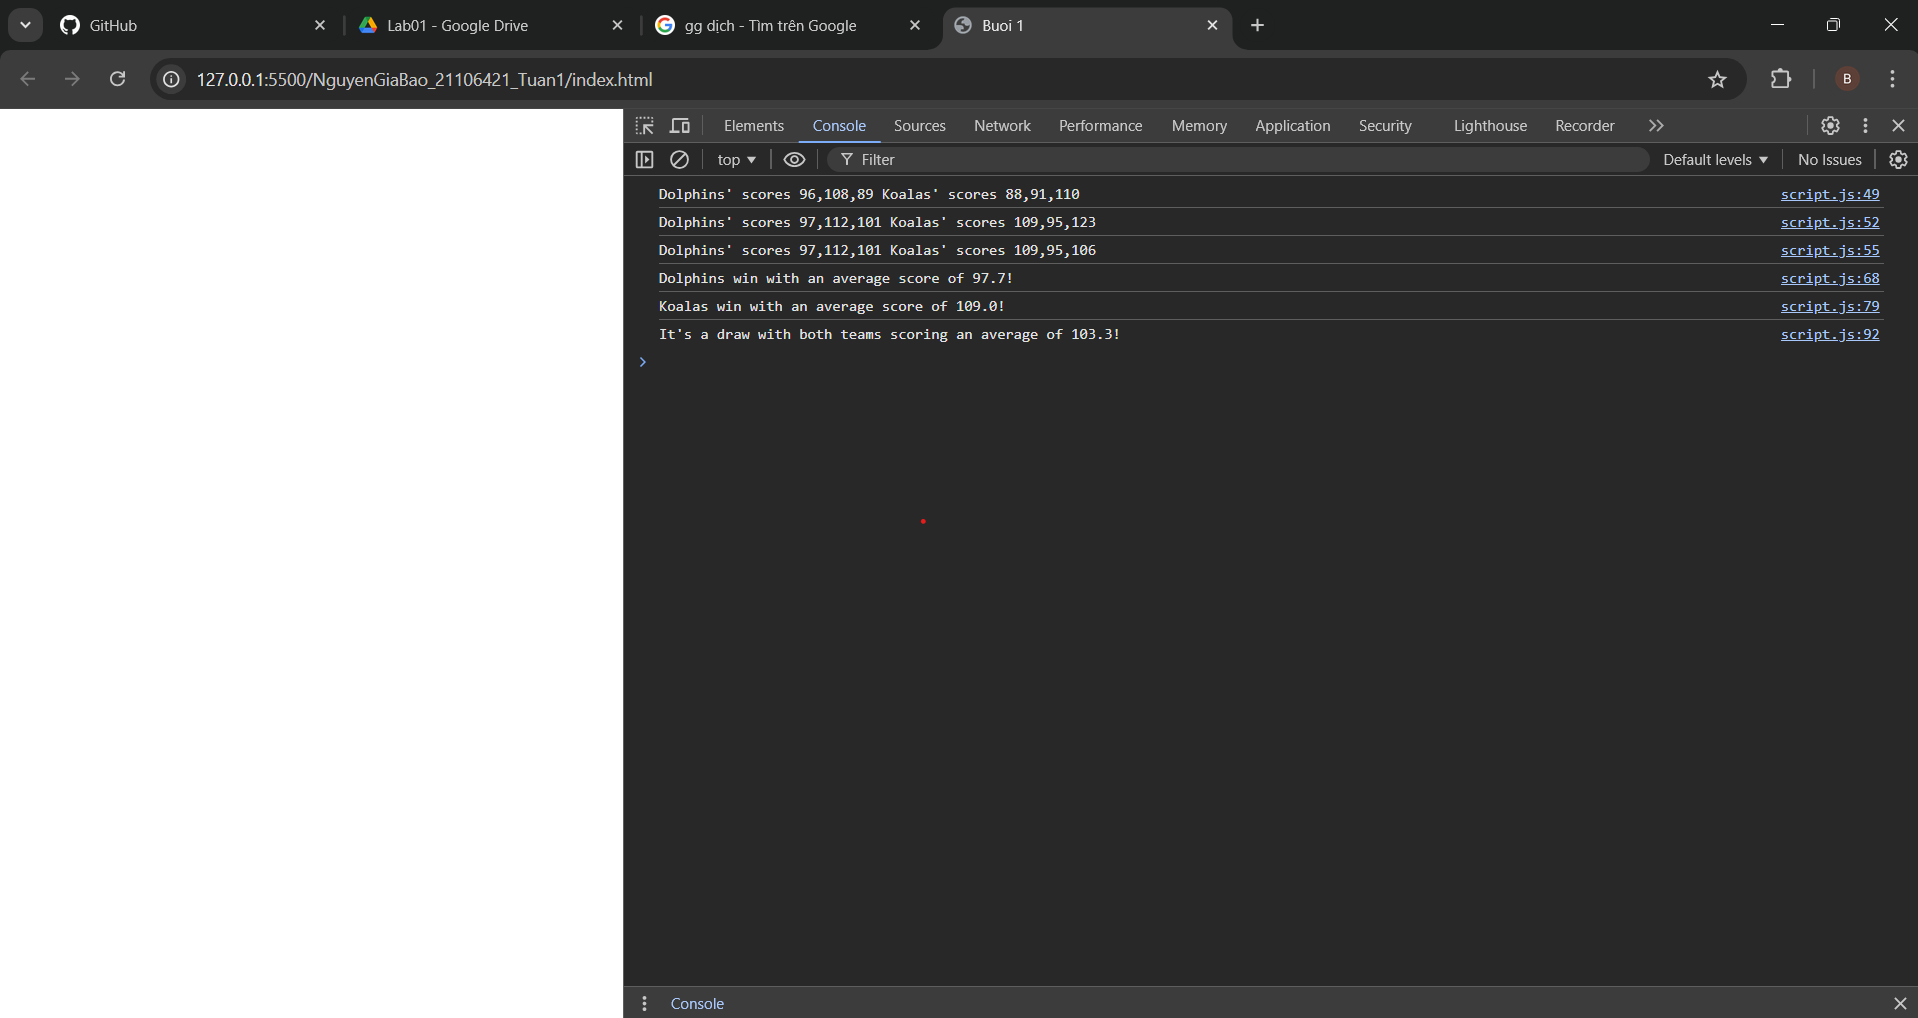 GitHub
Lab01 - Google Drive
gg dịch - Tìm trên Google
Buoi 1
127.0.0.1:5500/NguyenGiaBao_21106421_Tuan1/index.html
B
Elements Console Sources Network Performance Memory Application Security Lighthouse Recorder
top Filter Default levels No Issues
Dolphins' scores 96,108,89 Koalas' scores 88,91,110 script.js:49
Dolphins' scores 97,112,101 Koalas' scores 109,95,123 script.js:52
Dolphins' scores 97,112,101 Koalas' scores 109,95,106 script.js:55
Dolphins win with an average score of 97.7! script.js:68
Koalas win with an average score of 109.0! script.js:79
It's a draw with both teams scoring an average of 103.3! script.js:92
Console